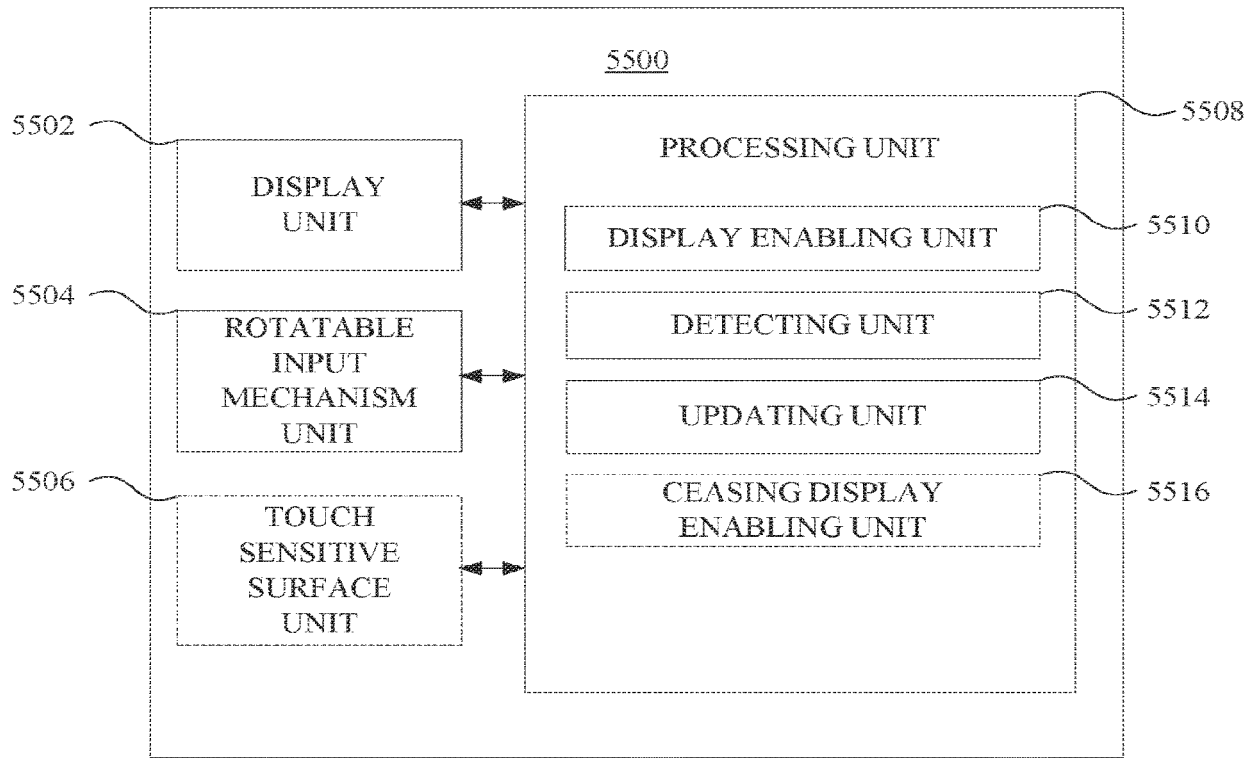 5500
5502
DISPLAY
UNIT
5504
ROTATABLE
INPUT
MECHANISM
UNIT
5506
TOUCH
SENSITIVE
SURFACE
UNIT
5508
PROCESSING UNIT
DISPLAY ENABLING UNIT
5510
DETECTING UNIT
5512
UPDATING UNIT
5514
CEASING DISPLAY
ENABLING UNIT
5516